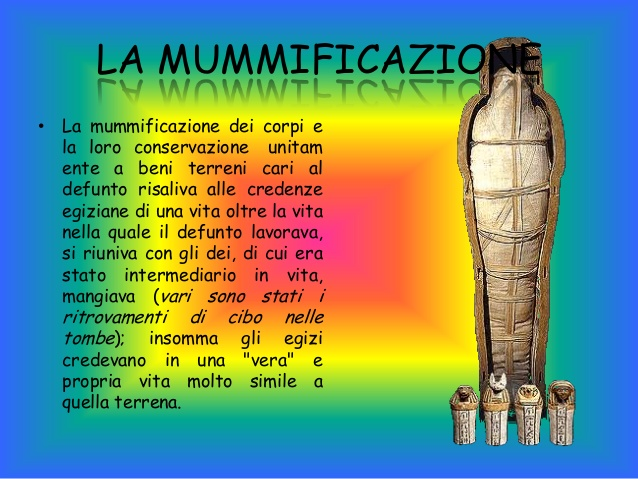 LA MUMMIFICAZIONE
• La mummificazione dei corpi e
la loro conservazione unitam
ente a beni terreni cari al
defunto risaliva alle credenze
egiziane di una vita oltre la vita
nella quale il defunto lavorava,
si riuniva con gli dei, di cui era
stato intermediario in vita,
mangiava (vari sono stati i
ritrovamenti di cibo nelle
tombe); insomma gli egizi
credevano in una "vera" e
propria vita molto simile a
quella terrena.